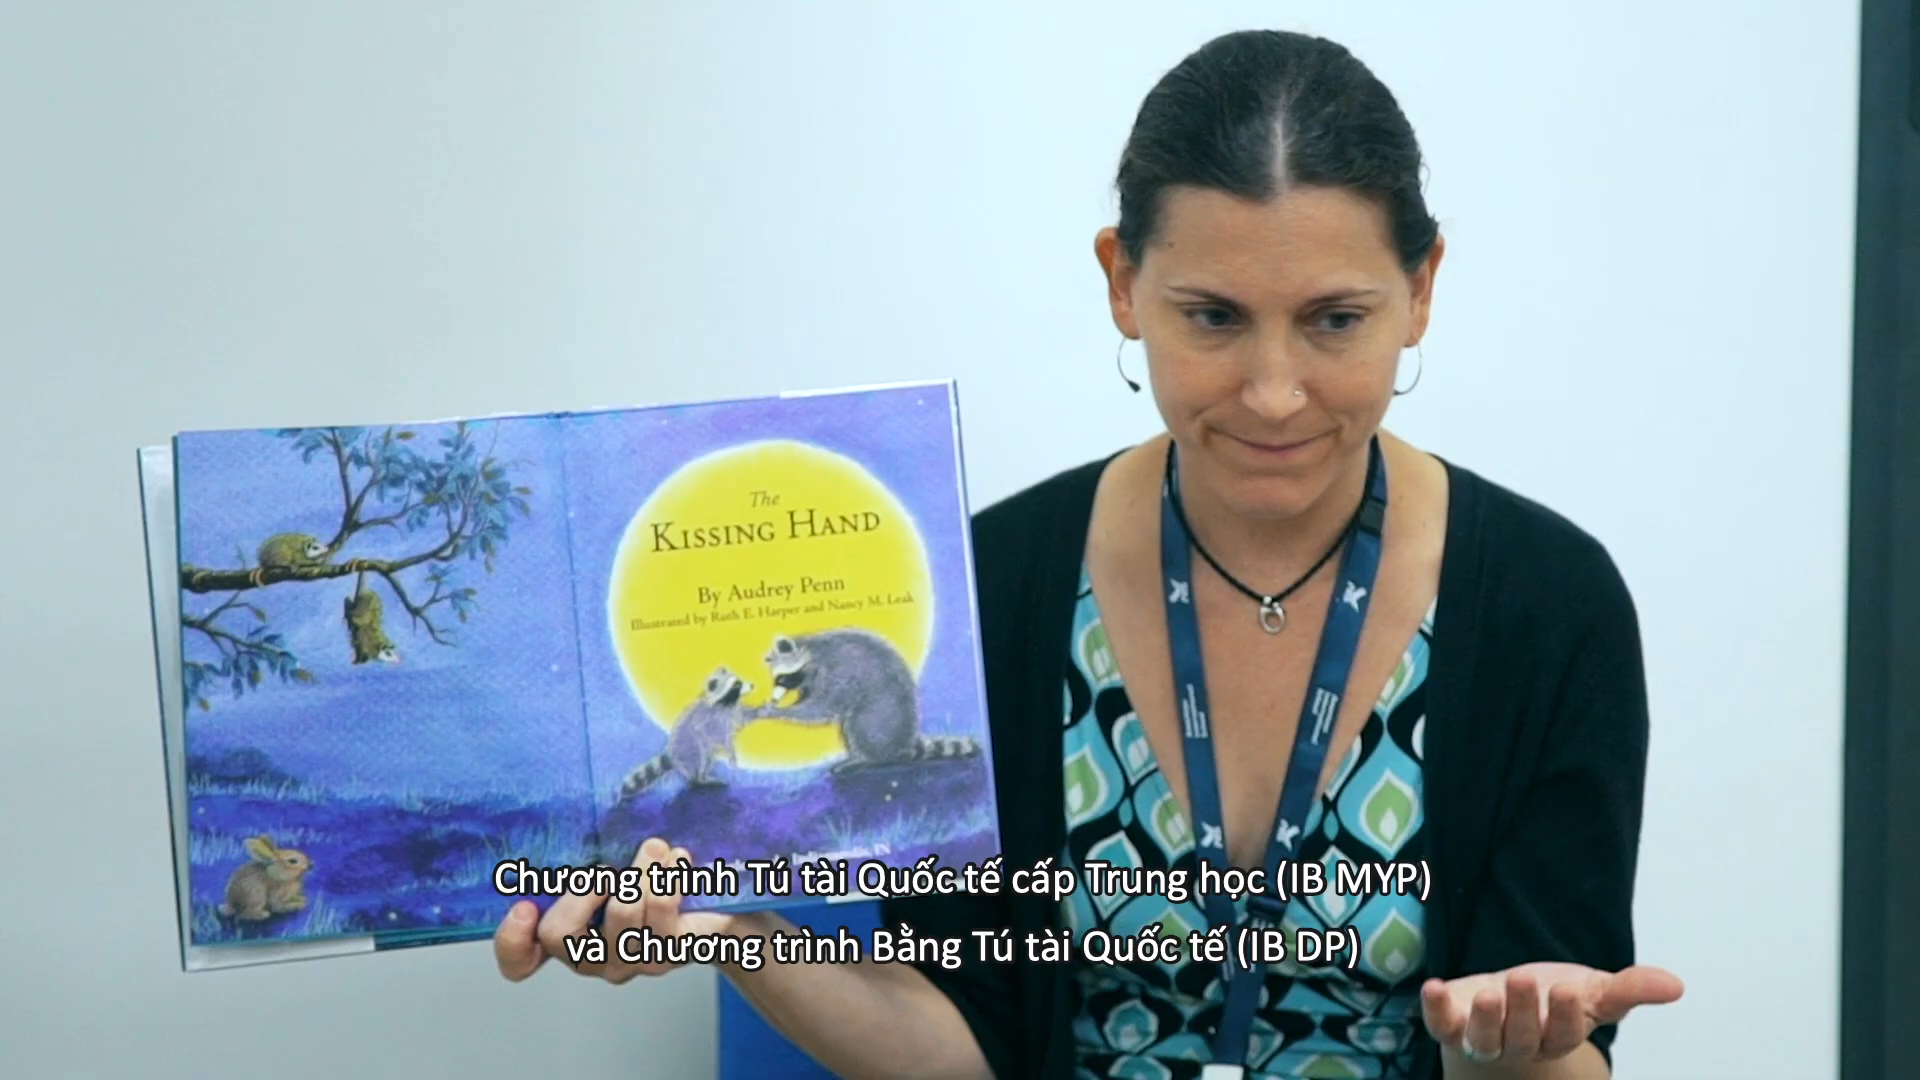 The
KISSING HAND
By Audrey Penn
Illustrated by Ruth E. Harper and Nancy M. Leak
Chương trình Tú tài Quốc tế cấp Trung học (IB MYP)
và Chương trình Bằng Tú tài Quốc tế (IB DP)